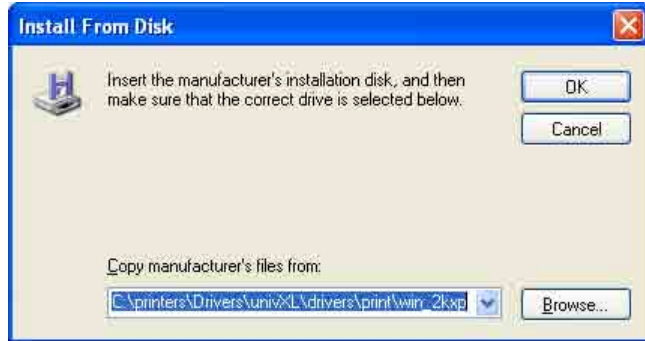 Install From Disk
Insert the manufacturer's installation disk, and then
make sure that the correct drive is selected below.
OK
Cancel
Copy manufacturer's files from:
C:\printers\Drivers\univXL\drivers\print\win_2kxp
Browse...